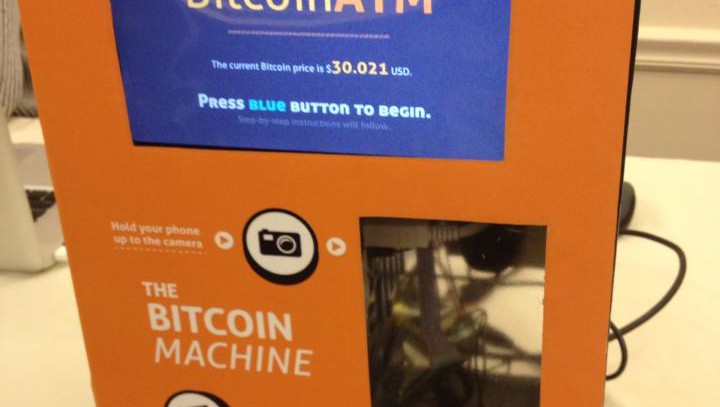 BitcoinATM
The current Bitcoin price is $30.021 USD.
Press blue button to begin.
Step-by-step instructions will follow.
Hold your phone
up to the camera
THE
BITCOIN
MACHINE